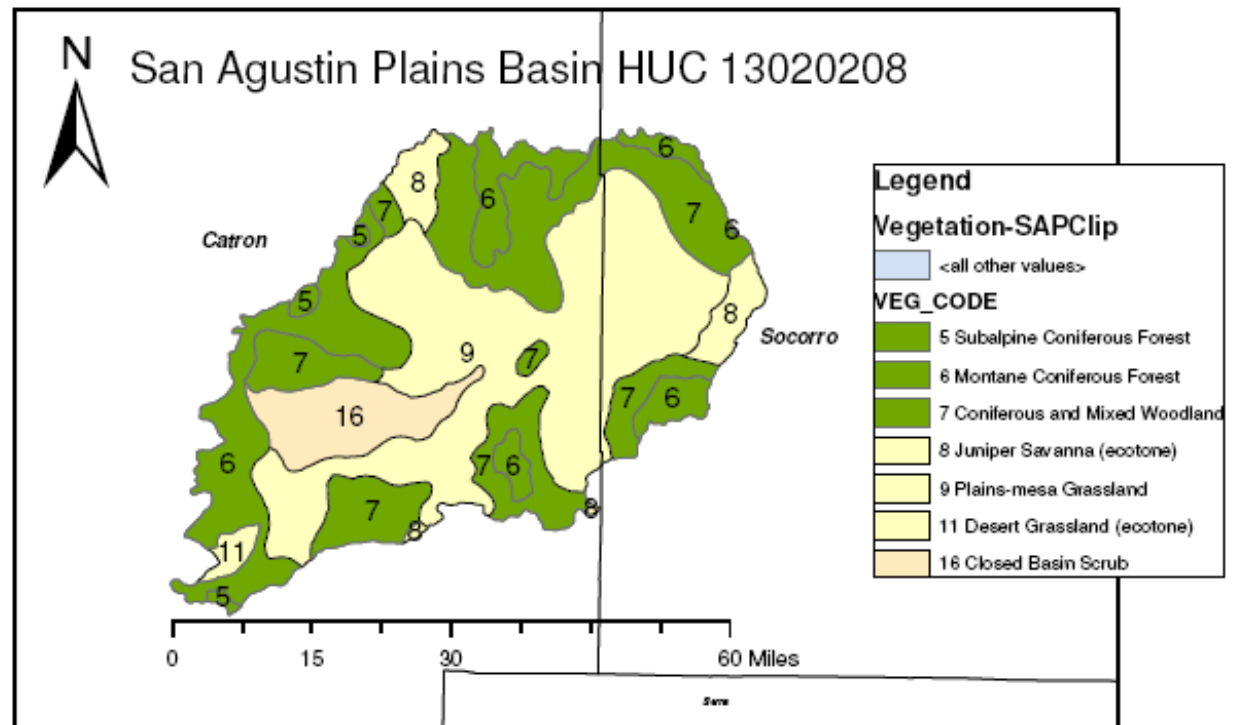 N
San Agustin Plains Basin HUC 13020208
6
8
7
6
7
5
6
Catron
5
8
Socorro
9
7
7
7
6
16
6
7
6
7
8
8
11
5
0 15 30 60 Miles
Legend
Vegetation-SAPClip
<all other values>
VEG_CODE
5 Subalpine Coniferous Forest
6 Montane Coniferous Forest
7 Coniferous and Mixed Woodland
8 Juniper Savanna (ecotone)
9 Plains-mesa Grassland
11 Desert Grassland (ecotone)
16 Closed Basin Scrub